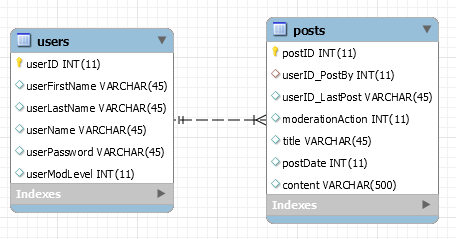 users
userID INT(11)
userFirstName VARCHAR(45)
userLastName VARCHAR(45)
userName VARCHAR(45)
userPassword VARCHAR(45)
userModLevel INT(11)
Indexes
posts
postID INT(11)
userID_PostBy INT(11)
userID_LastPost VARCHAR(45)
moderationAction INT(11)
title VARCHAR(45)
postDate INT(11)
content VARCHAR(500)
Indexes